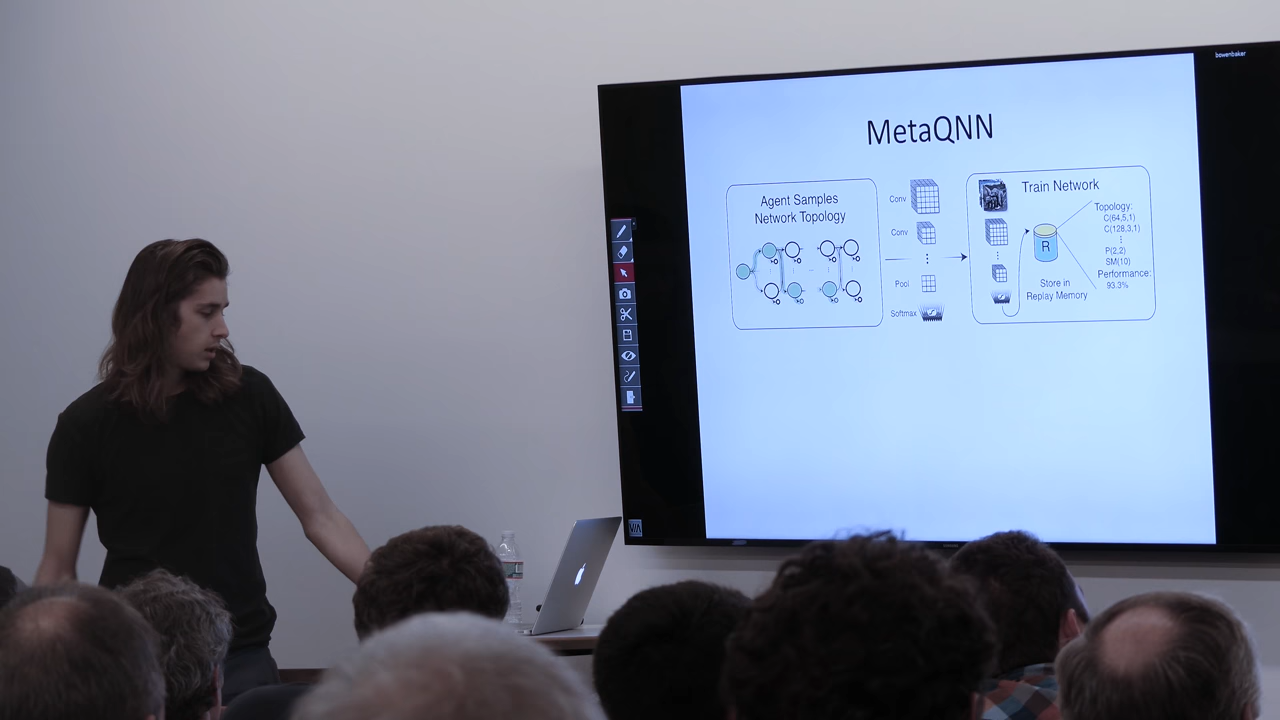 bowenbaker
MetaQNN
Agent Samples
Network Topology
Conv
Conv
Pool
Softmax
Train Network
R
Store in
Replay Memory
Topology:
C(64,5,1)
C(128,3,1)
P(2,2)
SM(10)
Performance:
93.3%